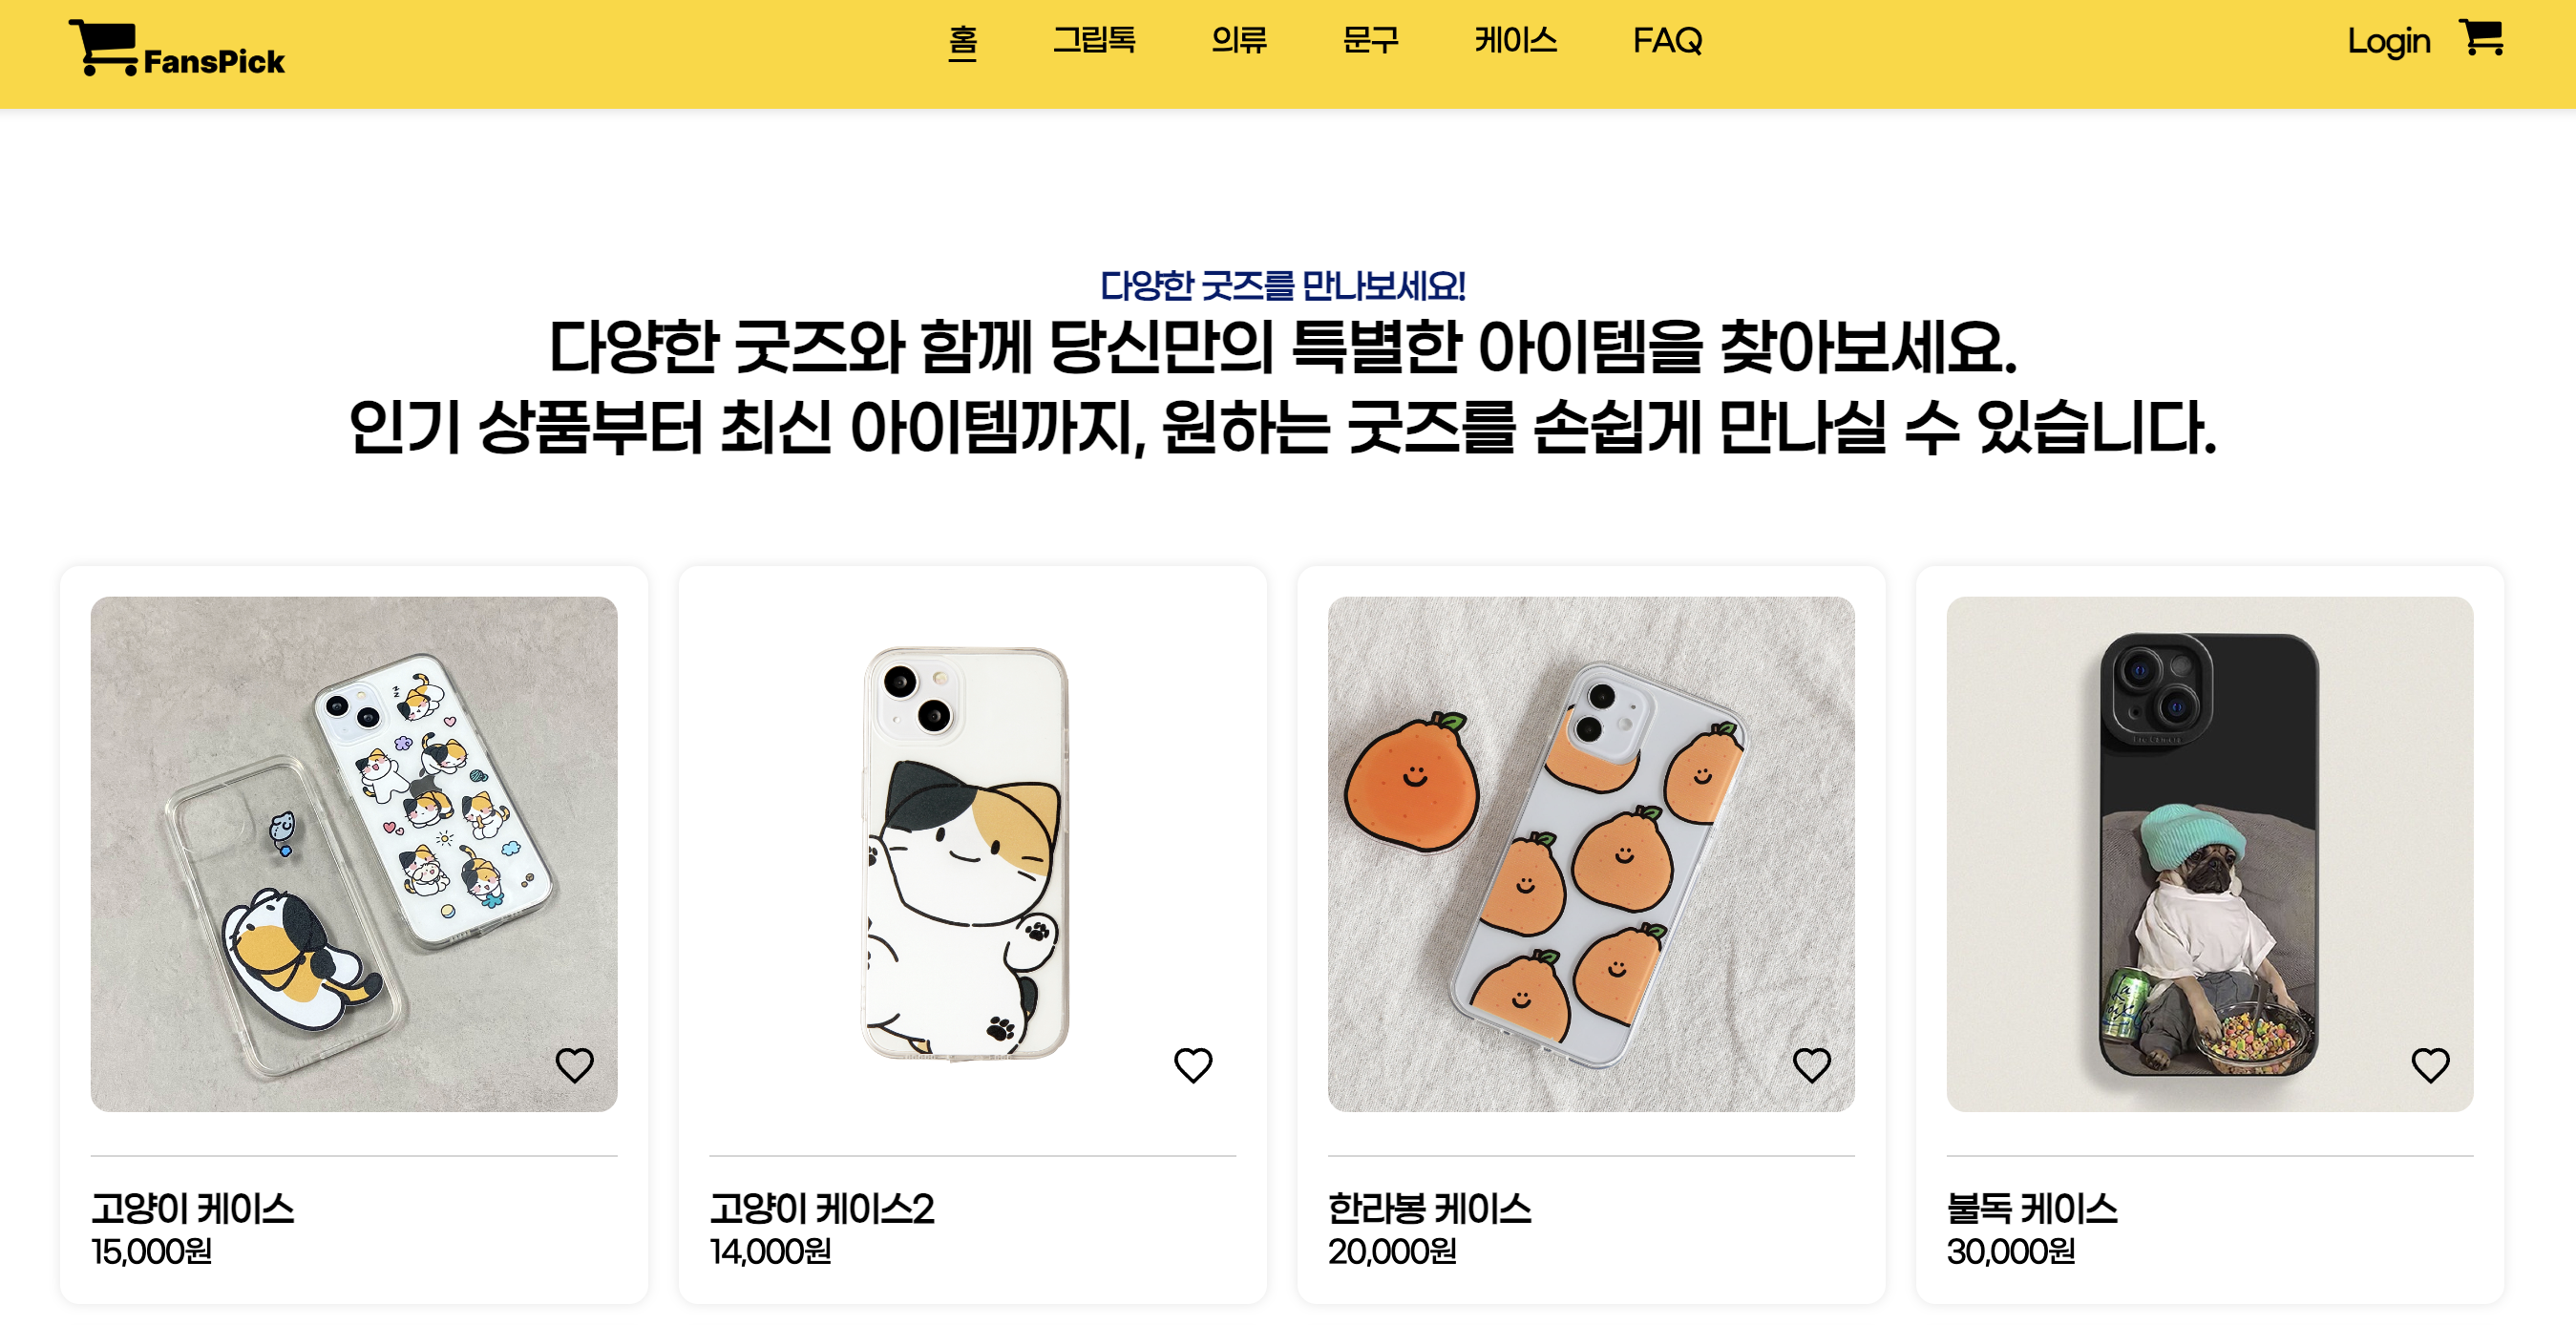 FansPick
홈 그립톡 의류 문구 케이스 FAQ
Login
다양한 굿즈를 만나보세요!
다양한 굿즈와 함께 당신만의 특별한 아이템을 찾아보세요.
인기 상품부터 최신 아이템까지, 원하는 굿즈를 손쉽게 만나실 수 있습니다.
고양이 케이스
15,000원
고양이 케이스2
14,000원
한라봉 케이스
20,000원
불독 케이스
30,000원